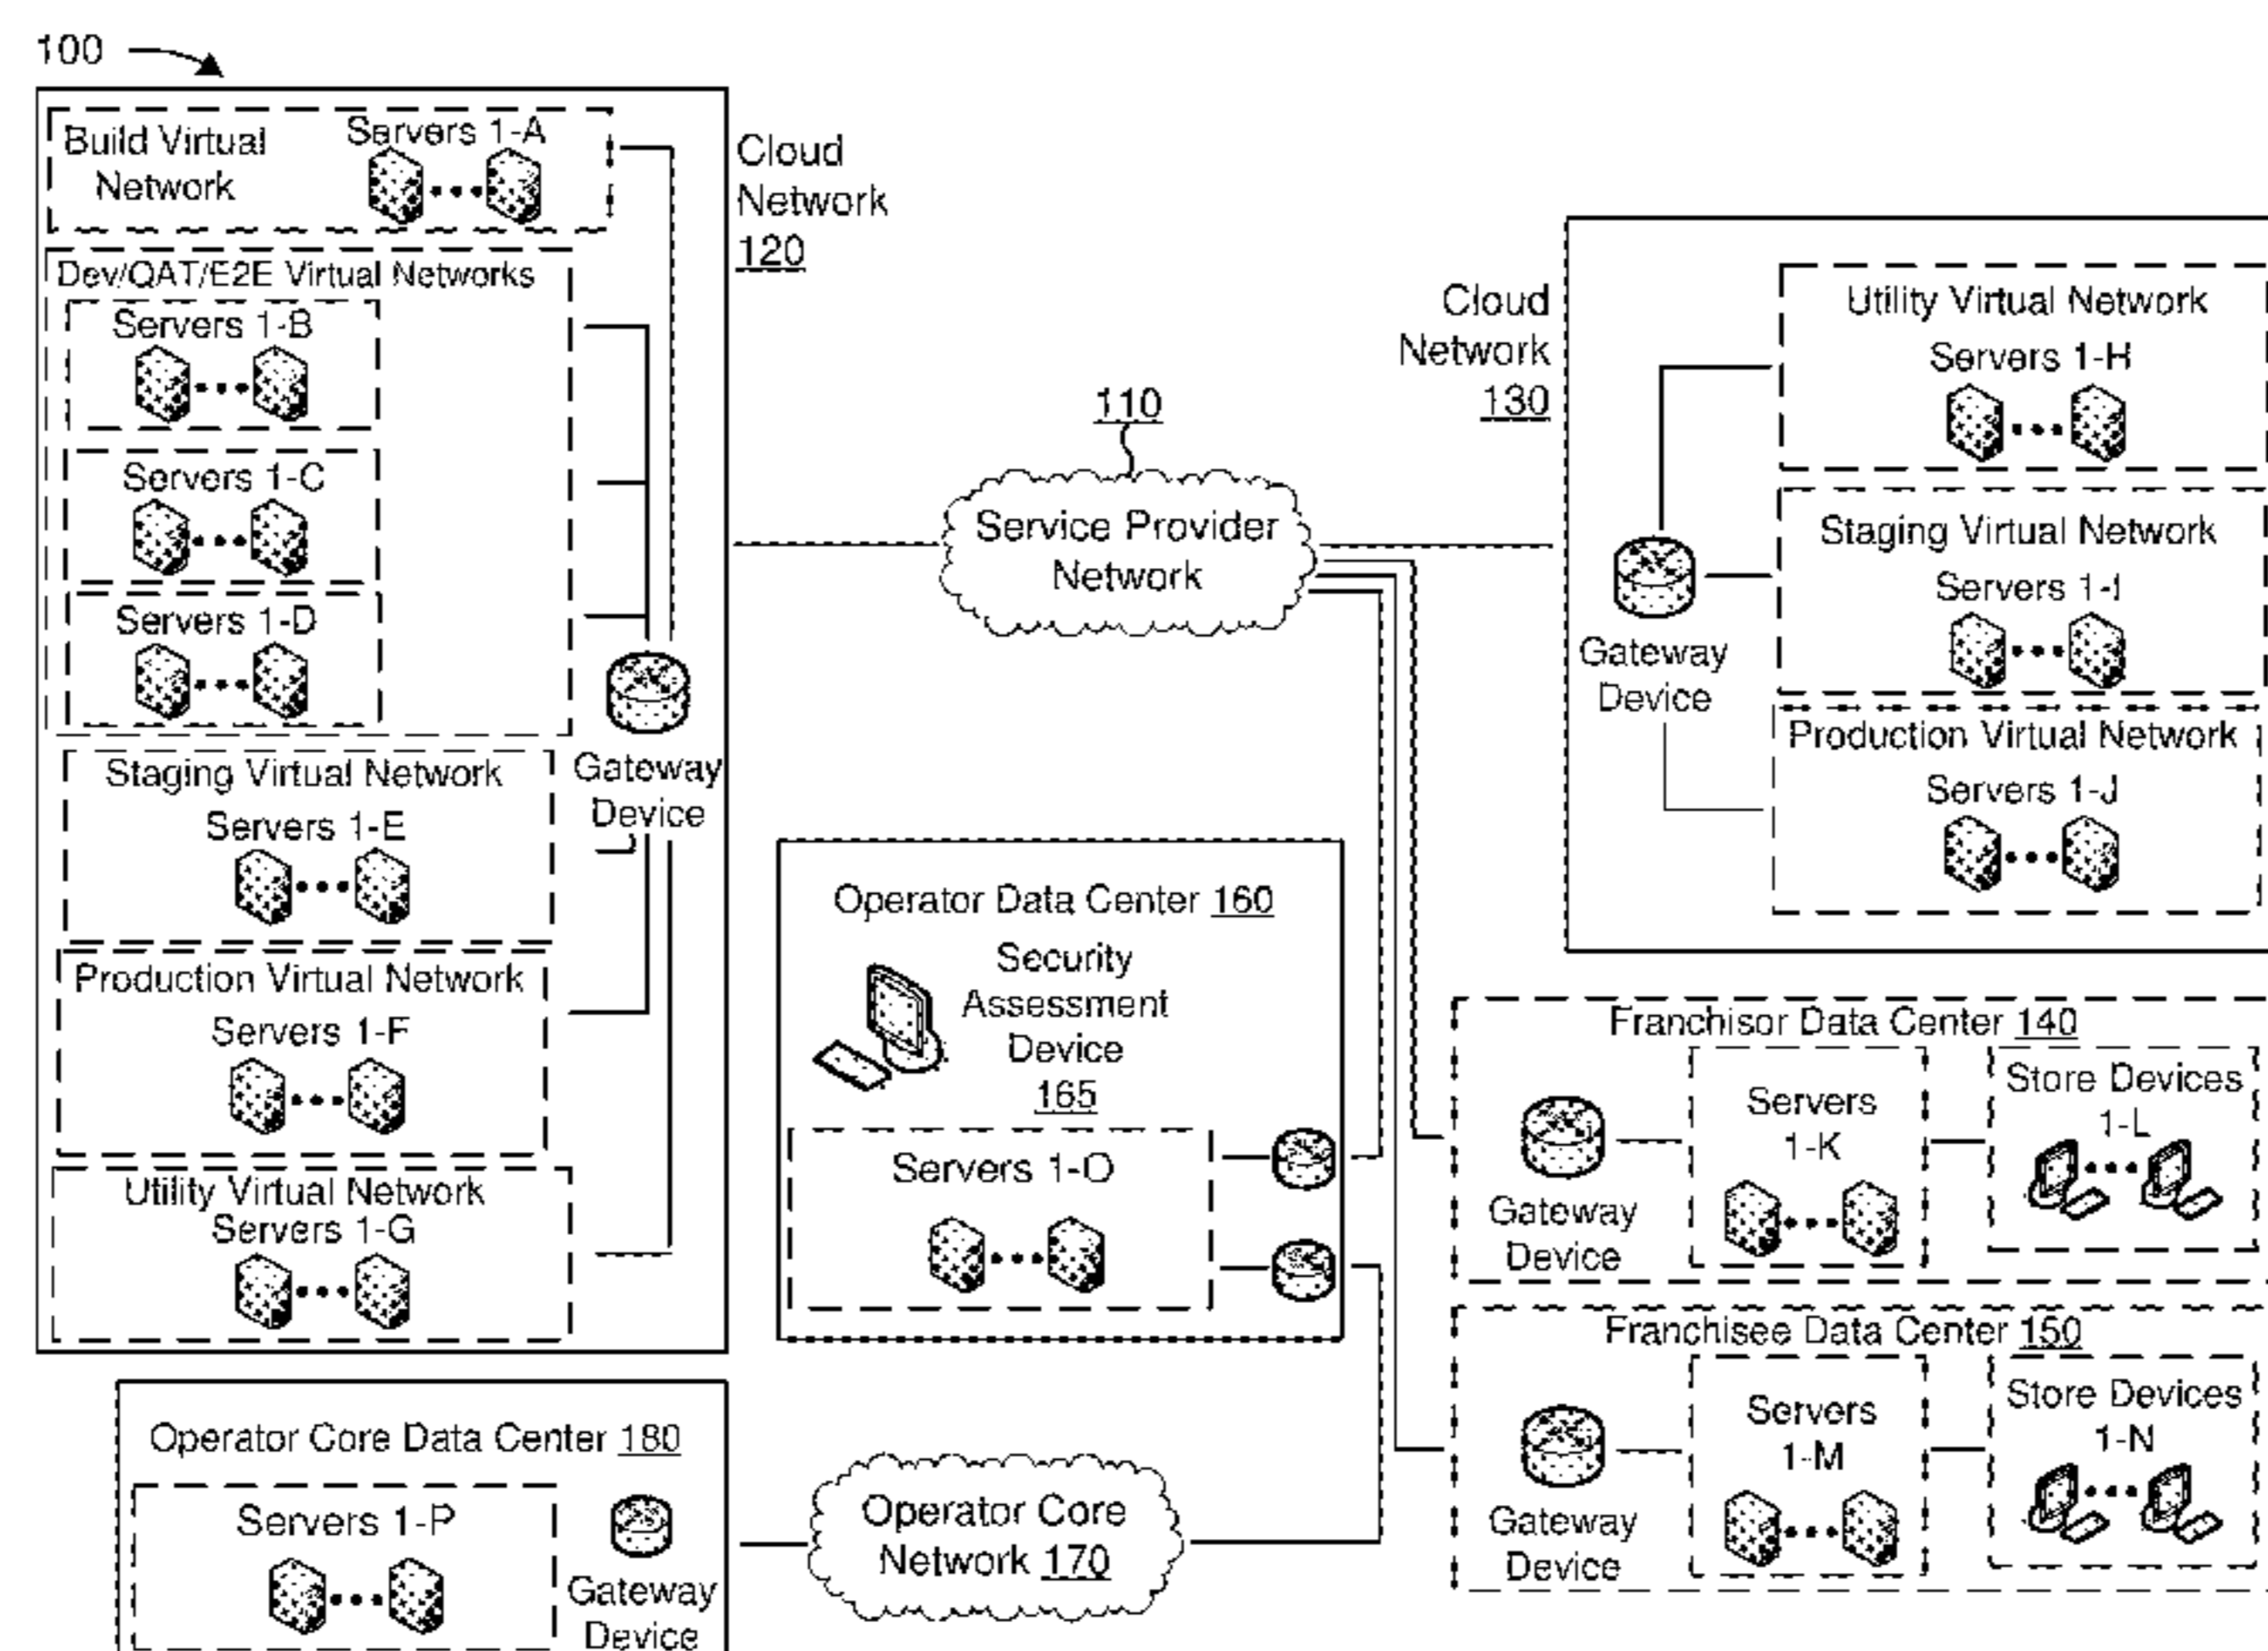 100
Build Virtual
Network
Servers 1-A
Cloud
Network
120
Dev/QAT/E2E Virtual Networks
Servers 1-B
Servers 1-C
Servers 1-D
Gateway
Device
Staging Virtual Network
Servers 1-E
Production Virtual Network
Servers 1-F
Utility Virtual Network
Servers 1-G
110
Service Provider
Network
Cloud
Network
130
Utility Virtual Network
Servers 1-H
Staging Virtual Network
Servers 1-I
Gateway
Device
Production Virtual Network
Servers 1-J
Operator Data Center 160
Security
Assessment
Device
165
Servers 1-O
Franchisor Data Center 140
Gateway
Device
Servers
1-K
Store Devices
1-L
Franchisee Data Center 150
Gateway
Device
Servers
1-M
Store Devices
1-N
Operator Core Data Center 180
Servers 1-P
Gateway
Device
Operator Core
Network 170